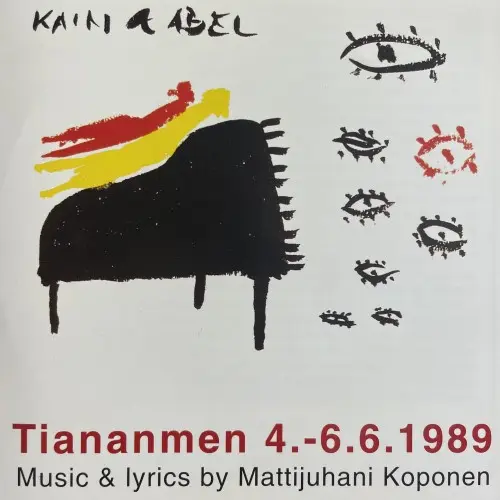 KAIN & ABEL
Tiananmen 4.-6.6.1989
Music & lyrics by Mattijuhani Koponen